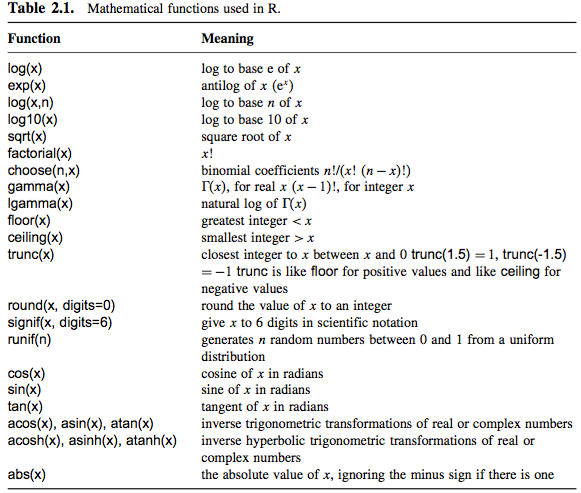 Table 2.1. Mathematical functions used in R.
Function Meaning
log(x) log to base e of x
exp(x) antilog of x (eˣ)
log(x,n) log to base n of x
log10(x) log to base 10 of x
sqrt(x) square root of x
factorial(x) x!
choose(n,x) binomial coefficients n!/(x! (n − x)!)
gamma(x) Γ(x), for real x (x − 1)!, for integer x
lgamma(x) natural log of Γ(x)
floor(x) greatest integer < x
ceiling(x) smallest integer > x
trunc(x) closest integer to x between x and 0 trunc(1.5) = 1, trunc(-1.5)
= −1 trunc is like floor for positive values and like ceiling for
negative values
round(x, digits=0) round the value of x to an integer
signif(x, digits=6) give x to 6 digits in scientific notation
runif(n) generates n random numbers between 0 and 1 from a uniform
distribution
cos(x) cosine of x in radians
sin(x) sine of x in radians
tan(x) tangent of x in radians
acos(x), asin(x), atan(x) inverse trigonometric transformations of real or complex numbers
acosh(x), asinh(x), atanh(x) inverse hyperbolic trigonometric transformations of real or
complex numbers
abs(x) the absolute value of x, ignoring the minus sign if there is one